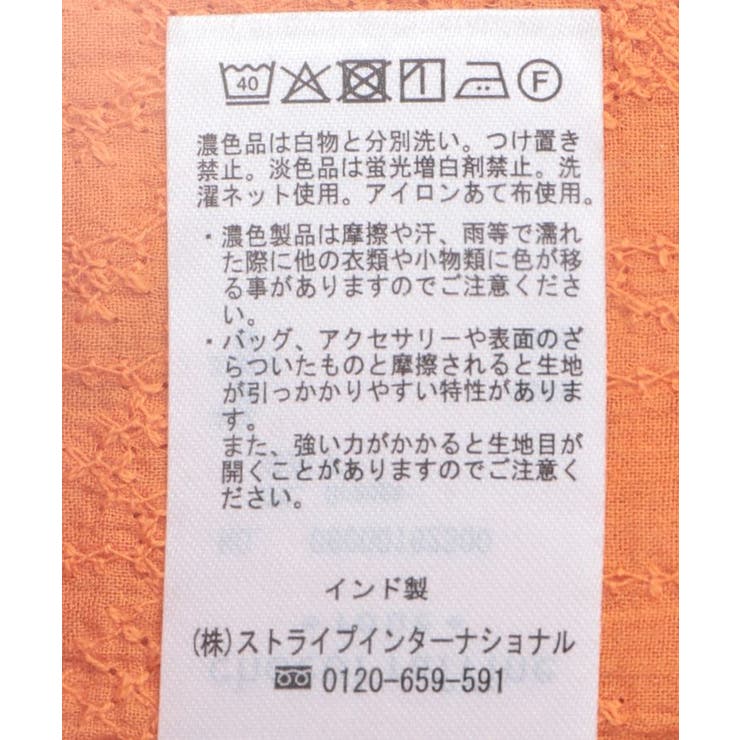 40 F
濃色品は白物と分別洗い。つけ置き
禁止。淡色品は蛍光増白剤禁止。洗
濯ネット使用。アイロンあて布使用。
・濃色製品は摩擦や汗、雨等で濡れ
た際に他の衣類や小物類に色が移
る事がありますのでご注意くださ
い。
・バッグ、アクセサリーや表面のざ
らついたものと摩擦されると生地
が引っかかりやすい特性がありま
す。
また、強い力がかかると生地目が
開くことがありますのでご注意く
ださい。
インド製
(株)ストライプインターナショナル
0120-659-591